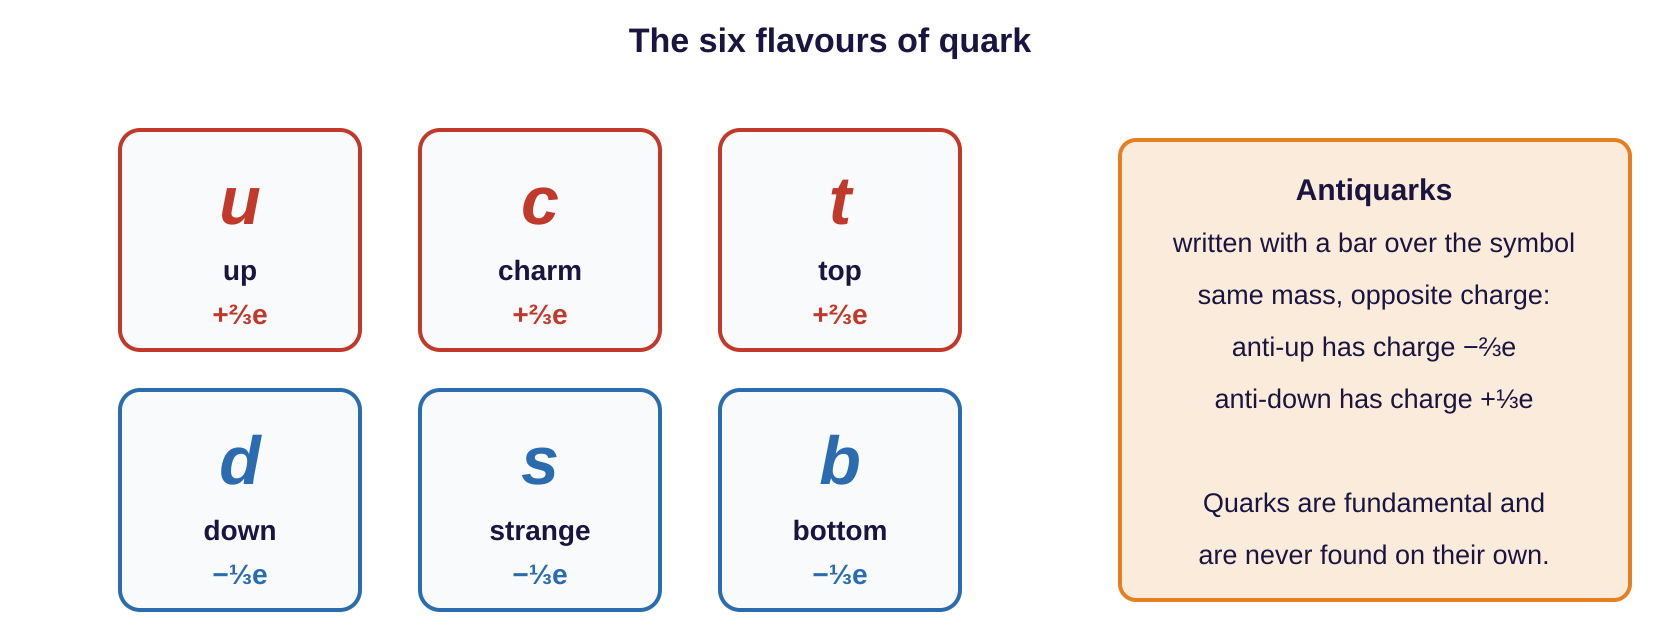 The six flavours of quark
u
up
+⅔e
c
charm
+⅔e
t
top
+⅔e
d
down
−⅓e
s
strange
−⅓e
b
bottom
−⅓e
Antiquarks
written with a bar over the symbol
same mass, opposite charge:
anti-up has charge −⅔e
anti-down has charge +⅓e
Quarks are fundamental and
are never found on their own.